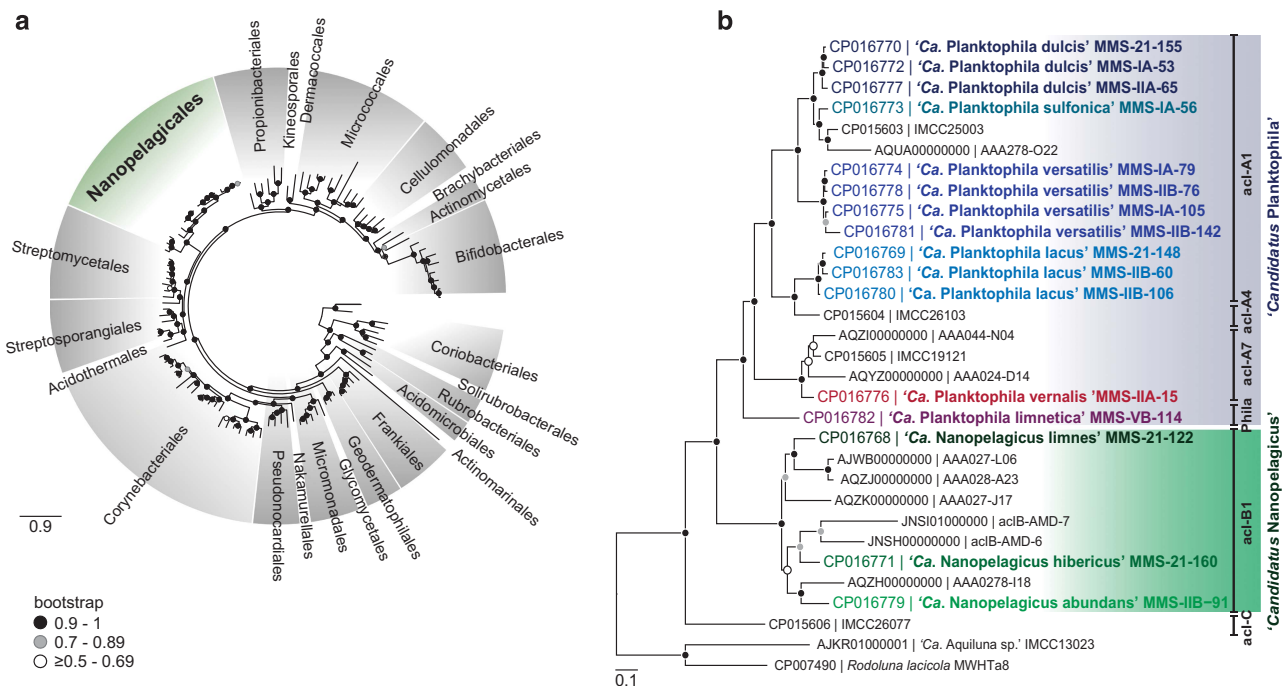 a
Nanopelagicales
Propionibacteriales
Kineosporales
Dermacoccales
Micrococcales
Cellulomonadales
Brachybacteriales
Actinomycetales
Bifidobacterales
Streptomycetales
Streptosporangiales
Acidothermales
Corynebacteriales
Pseudonocardiales
Nakamurellales
Micromonadales
Glycomycetales
Geodermatophilales
Frankiales
Actinomarinales
Acidomicrobiales
Rubrobacteriales
Solirubrobacterales
Coriobacteriales
0.9
bootstrap
0.9 - 1
0.7 - 0.89
≥0.5 - 0.69
b
CP016770 | 'Ca. Planktophila dulcis' MMS-21-155
CP016772 | 'Ca. Planktophila dulcis' MMS-IA-53
CP016777 | 'Ca. Planktophila dulcis' MMS-IIA-65
CP016773 | 'Ca. Planktophila sulfonica' MMS-IA-56
CP015603 | IMCC25003
AQUA00000000 | AAA278-O22
CP016774 | 'Ca. Planktophila versatilis' MMS-IA-79
CP016778 | 'Ca. Planktophila versatilis' MMS-IIB-76
CP016775 | 'Ca. Planktophila versatilis' MMS-IA-105
CP016781 | 'Ca. Planktophila versatilis' MMS-IIB-142
CP016769 | 'Ca. Planktophila lacus' MMS-21-148
CP016783 | 'Ca. Planktophila lacus' MMS-IIB-60
CP016780 | 'Ca. Planktophila lacus' MMS-IIB-106
CP015604 | IMCC26103
AQZI00000000 | AAA044-N04
CP015605 | IMCC19121
AQYZ00000000 | AAA024-D14
CP016776 | 'Ca. Planktophila vernalis 'MMS-IIA-15
CP016782 | 'Ca. Planktophila limnetica' MMS-VB-114
CP016768 | 'Ca. Nanopelagicus limnes' MMS-21-122
AJWB00000000 | AAA027-L06
AQZJ00000000 | AAA028-A23
AQZK00000000 | AAA027-J17
JNSI01000000 | acIB-AMD-7
JNSH00000000 | acIB-AMD-6
CP016771 | 'Ca. Nanopelagicus hibericus' MMS-21-160
AQZH00000000 | AAA0278-I18
CP016779 | 'Ca. Nanopelagicus abundans' MMS-IIB−91
CP015606 | IMCC26077
AJKR01000001 | 'Ca. Aquiluna sp.' IMCC13023
CP007490 | Rodoluna lacicola MWHTa8
0.1
acI-A1
acI-A4
acI-A7
Phila
acI-B1
acI-C
'Candidatus Planktophila'
'Candidatus Nanopelagicus'